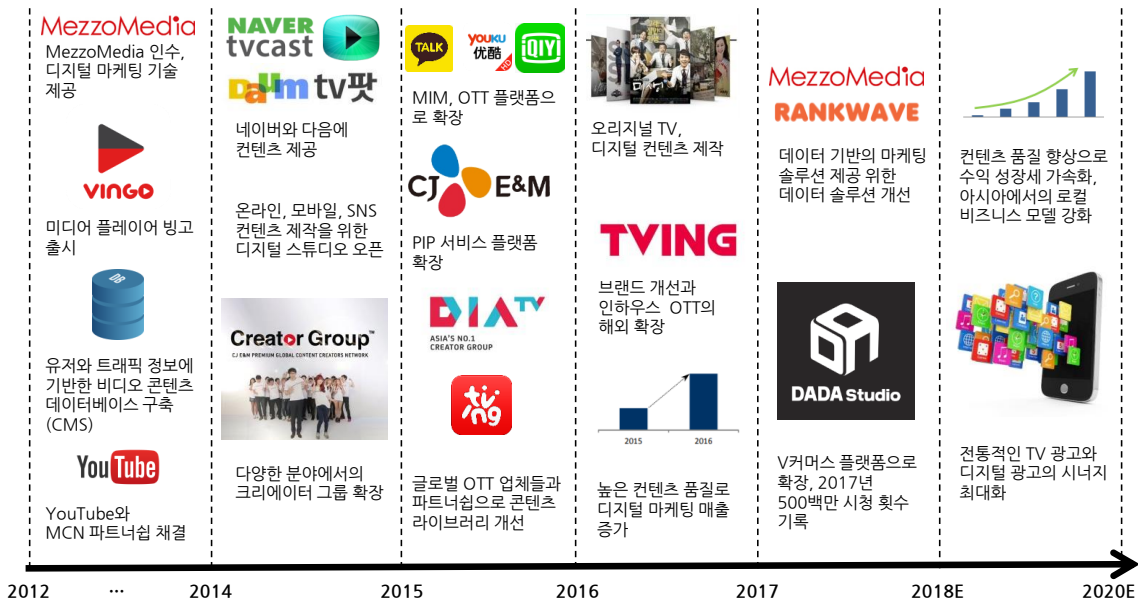 MezzoMedia
MezzoMedia 인수,
디지털 마케팅 기술
제공
VINGO
미디어 플레이어 빙고
출시
DB
유저와 트래픽 정보에
기반한 비디오 콘텐츠
데이터베이스 구축
(CMS)
YouTube
YouTube와
MCN 파트너쉽 채결
NAVER
tvcast
Daum tv팟
네이버와 다음에
컨텐츠 제공
온라인, 모바일, SNS
컨텐츠 제작을 위한
디지털 스튜디오 오픈
Creator Group™
CJ E&M PREMIUM GLOBAL CONTENT CREATORS NETWORK
다양한 분야에서의
크리에이터 그룹 확장
TALK
YOUKU
优酷
HD
iQIYI
MIM, OTT 플랫폼으
로 확장
CJ E&M
PIP 서비스 플랫폼
확장
DIA TV
ASIA'S NO.1
CREATOR GROUP
tving
글로벌 OTT 업체들과
파트너쉽으로 콘텐츠
라이브러리 개선
미생
오리지널 TV,
디지털 컨텐츠 제작
TVING
브랜드 개선과
인하우스 OTT의
해외 확장
2015 2016
높은 컨텐츠 품질로
디지털 마케팅 매출
증가
MezzoMedia
RANKWAVE
데이터 기반의 마케팅
솔루션 제공 위한
데이터 솔루션 개선
DADA Studio
V커머스 플랫폼으로
확장, 2017년
500백만 시청 횟수
기록
컨텐츠 품질 향상으로
수익 성장세 가속화,
아시아에서의 로컬
비즈니스 모델 강화
전통적인 TV 광고와
디지털 광고의 시너지
최대화
2012 … 2014 2015 2016 2017 2018E 2020E